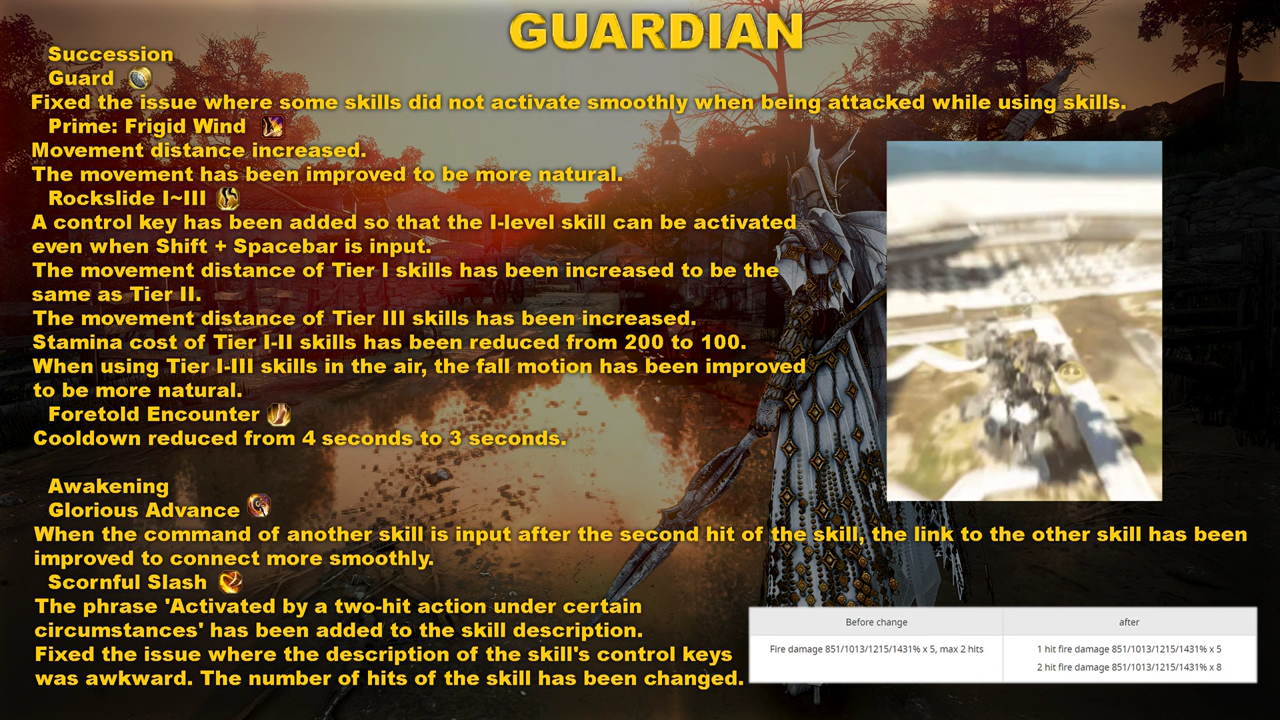 GUARDIAN
Succession
Guard
Fixed the issue where some skills did not activate smoothly when being attacked while using skills.
Prime: Frigid Wind
Movement distance increased.
The movement has been improved to be more natural.
Rockslide I~III
A control key has been added so that the I-level skill can be activated
even when Shift + Spacebar is input.
The movement distance of Tier I skills has been increased to be the
same as Tier II.
The movement distance of Tier III skills has been increased.
Stamina cost of Tier I-II skills has been reduced from 200 to 100.
When using Tier I-III skills in the air, the fall motion has been improved
to be more natural.
Foretold Encounter
Cooldown reduced from 4 seconds to 3 seconds.
Awakening
Glorious Advance
When the command of another skill is input after the second hit of the skill, the link to the other skill has been
improved to connect more smoothly.
Scornful Slash
The phrase 'Activated by a two-hit action under certain
circumstances' has been added to the skill description.
Fixed the issue where the description of the skill's control keys
was awkward. The number of hits of the skill has been changed.
Before change after
Fire damage 851/1013/1215/1431% x 5, max 2 hits
1 hit fire damage 851/1013/1215/1431% x 5
2 hit fire damage 851/1013/1215/1431% x 8